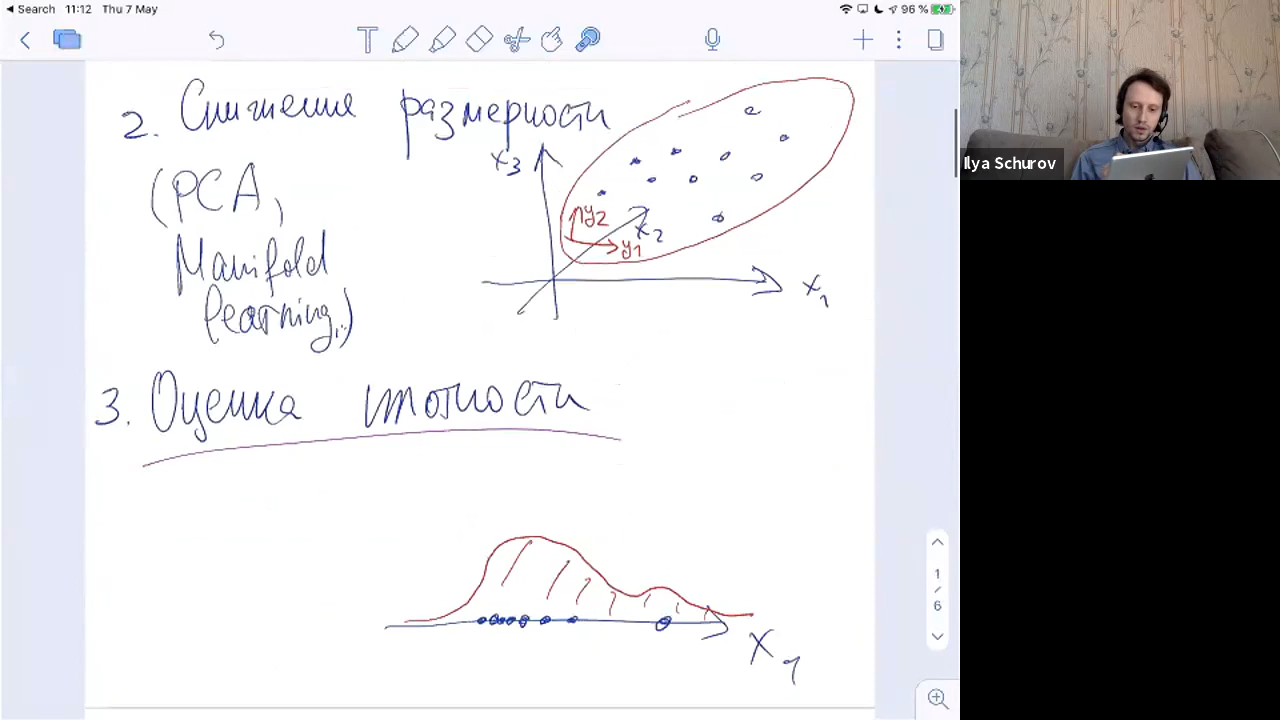 Search 11:12 Thu 7 May
96 %
T
2. Снижение размерности
(PCA,
Manifold
learning,..)
x3
x2
x1
y2
y1
3. Оценка плотности
x1
1
/
6
Ilya Schurov